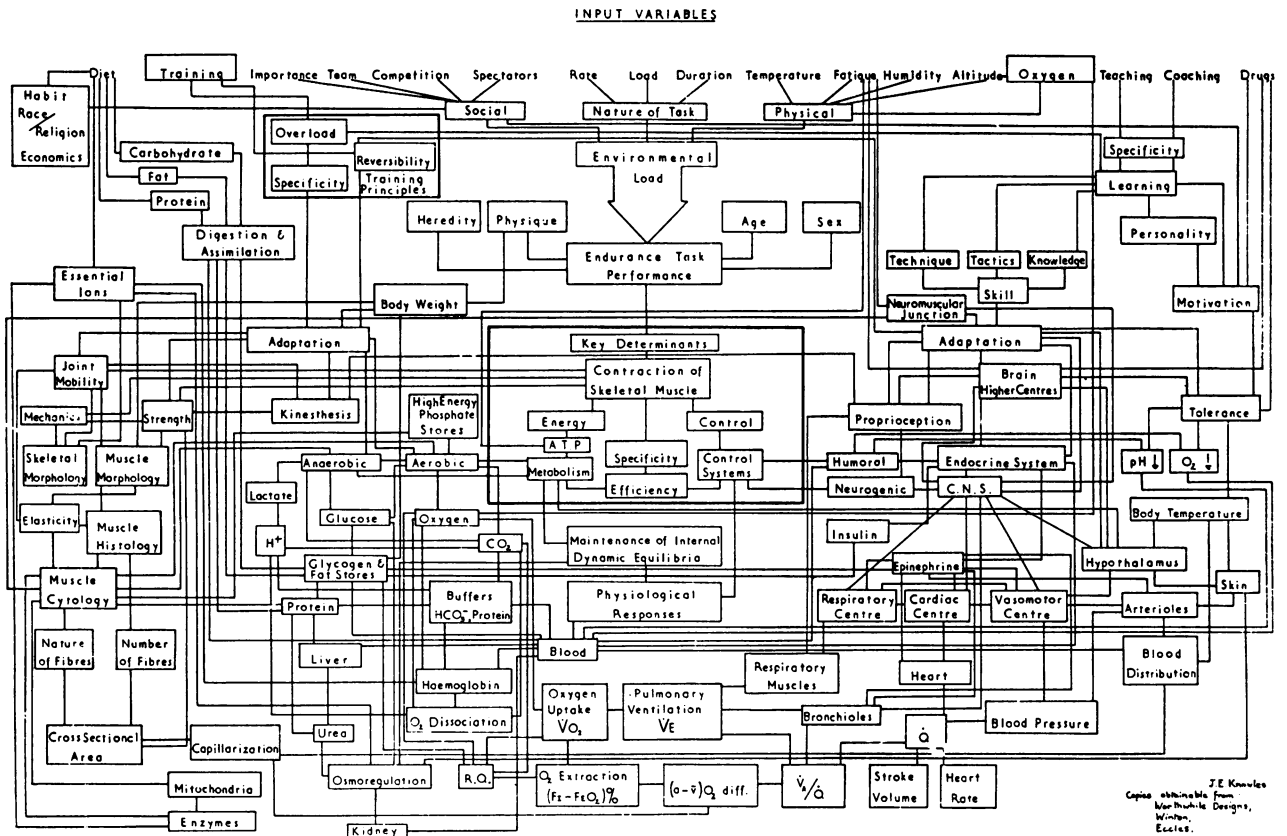 INPUT VARIABLES
Diet
Training
Importance Team Competition Spectators
Rate Load Duration
Temperature Fatigue Humidity Altitude
Oxygen
Teaching Coaching Drugs
Habit
Race/
Religion
Economics
Social
Nature of Task
Physical
Overload
Reversibility
Specificity
Training
Principles
Carbohydrate
Fat
Protein
Environmental
Load
Specificity
Learning
Digestion &
Assimilation
Heredity
Physique
Age
Sex
Personality
Endurance Task
Performance
Technique
Tactics
Knowledge
Essential
Ions
Body Weight
Skill
Neuromuscular
Junction
Motivation
Adaptation
Key Determinants
Adaptation
Joint
Mobility
Contraction of
Skeletal Muscle
Brain
Higher Centres
Mechanics
Strength
Kinesthesis
High Energy
Phosphate
Stores
Energy
Control
Proprioception
Tolerance
Skeletal
Morphology
Muscle
Morphology
Anaerobic
Aerobic
ATP
Metabolism
Specificity
Control
Systems
Humoral
Endocrine System
pH ↓
O₂ ↓
Efficiency
Neurogenic
C.N.S.
Lactate
Elasticity
Muscle
Histology
Glucose
Oxygen
Body Temperature
H⁺
CO₂
Maintenance of Internal
Dynamic Equilibria
Insulin
Muscle
Cytology
Glycogen &
Fat Stores
Epinephrine
Hypothalamus
Skin
Protein
Buffers
HCO₃⁻ Protein
Physiological
Responses
Respiratory
Centre
Cardiac
Centre
Vasomotor
Centre
Arterioles
Nature
of Fibres
Number
of Fibres
Liver
Blood
Blood
Distribution
Haemoglobin
Respiratory
Muscles
Heart
Oxygen
Uptake
V̇O₂
Pulmonary
Ventilation
V̇E
O₂ Dissociation
Bronchioles
Blood Pressure
Cross Sectional
Area
Capillarization
Urea
Q̇
Osmoregulation
R.Q.
O₂ Extraction
(FI−FEO₂)%
(a−v̄)O₂ diff.
V̇A/Q̇
Stroke
Volume
Heart
Rate
Mitochondria
Enzymes
Kidney
J.E. Knowles
Copies obtainable from
Worthwhile Designs,
Winton,
Eccles.